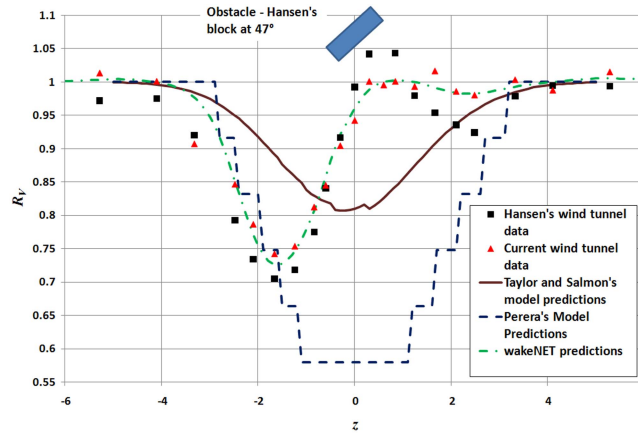 Obstacle - Hansen's
block at 47°
1.1
1.05
1
0.95
0.9
0.85
0.8
0.75
0.7
0.65
0.6
0.55
R_V
-6
-4
-2
0
2
4
z
Hansen's wind tunnel
data
Current wind tunnel
data
Taylor and Salmon's
model predictions
Perera's Model
Predictions
wakeNET predictions